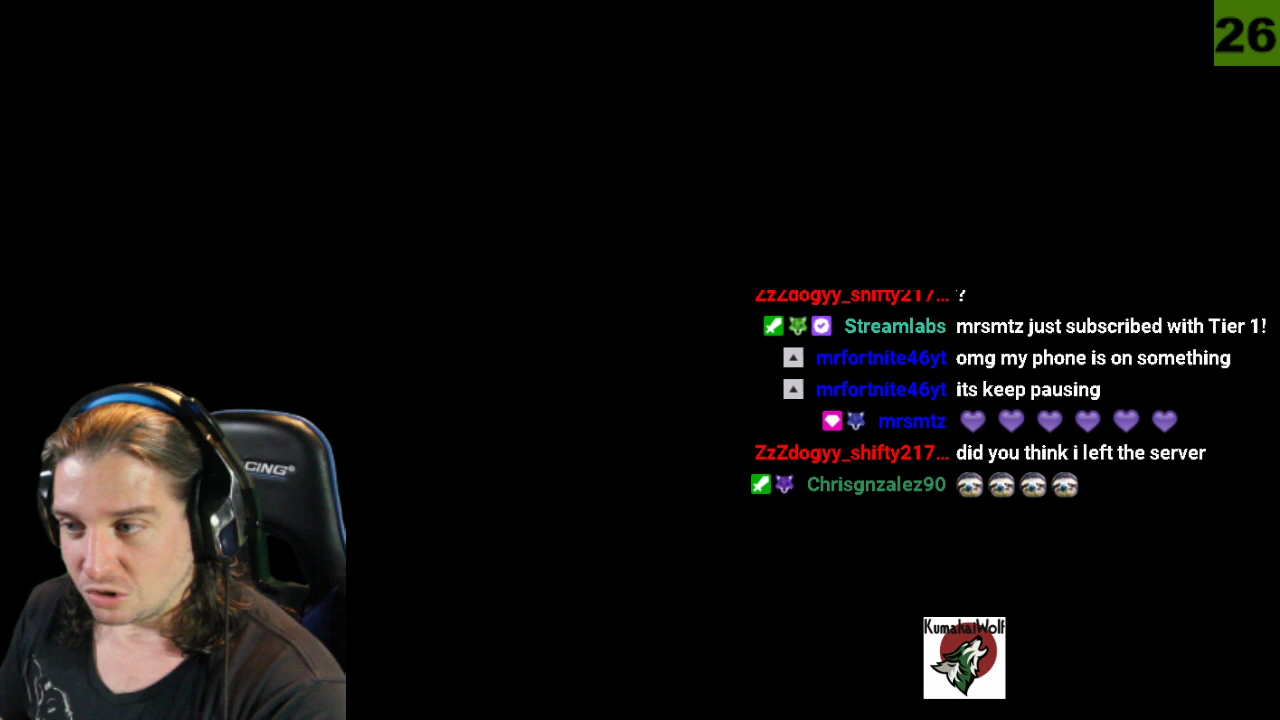 26
ZzZdogyy_shifty217... ?
Streamlabs mrsmtz just subscribed with Tier 1!
mrfortnite46yt omg my phone is on something
mrfortnite46yt its keep pausing
mrsmtz
ZzZdogyy_shifty217... did you think i left the server
Chrisgnzalez90
CING®
KumakaiWolf